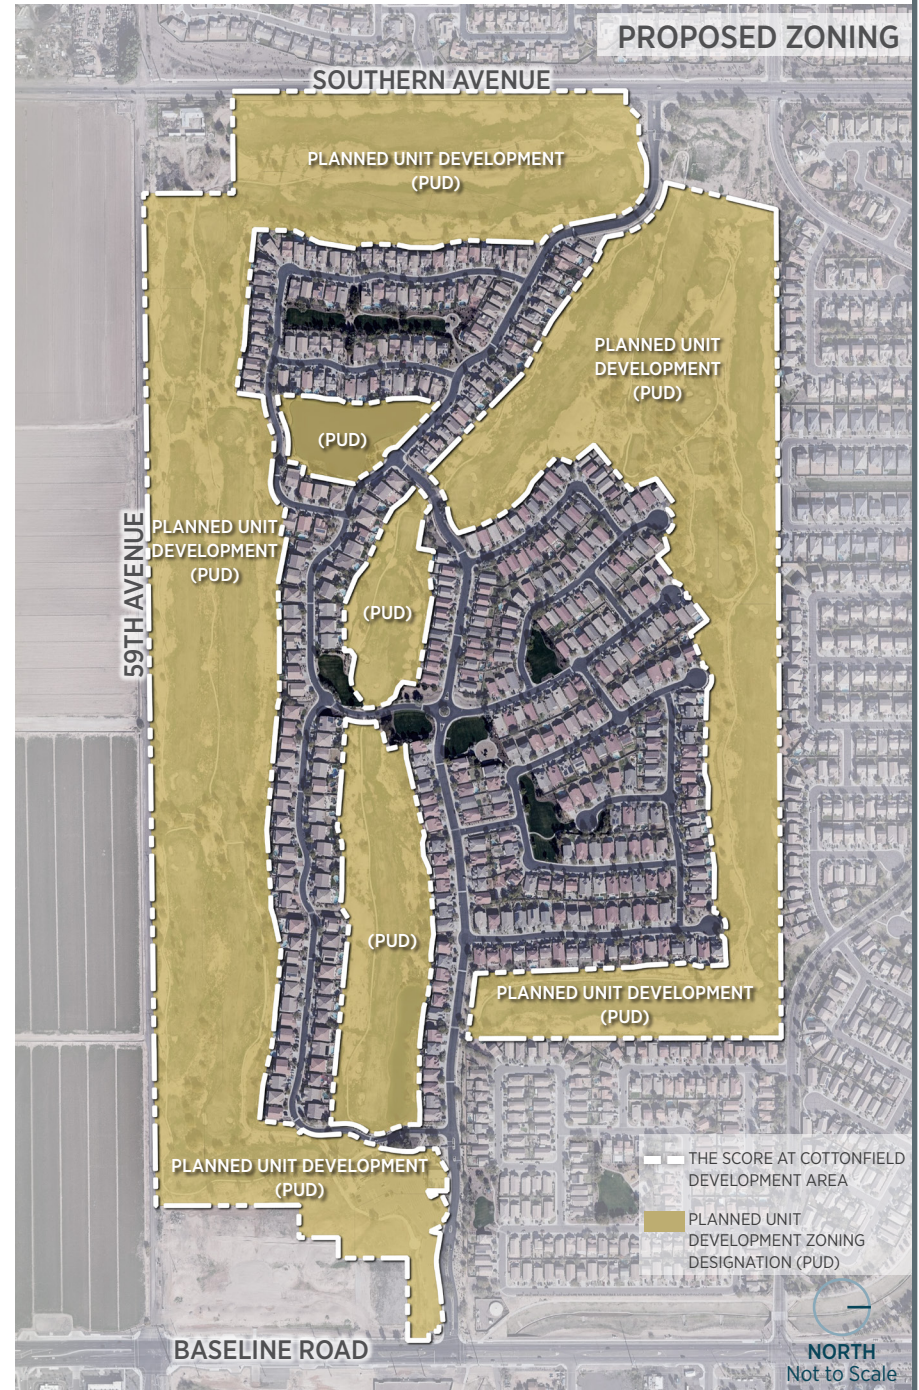 PROPOSED ZONING
SOUTHERN AVENUE
PLANNED UNIT DEVELOPMENT
(PUD)
PLANNED UNIT
DEVELOPMENT
(PUD)
(PUD)
59TH AVENUE
PLANNED UNIT
DEVELOPMENT
(PUD)
(PUD)
(PUD)
PLANNED UNIT DEVELOPMENT
(PUD)
PLANNED UNIT DEVELOPMENT
(PUD)
THE SCORE AT COTTONFIELD
DEVELOPMENT AREA
PLANNED UNIT
DEVELOPMENT ZONING
DESIGNATION (PUD)
BASELINE ROAD
NORTH
Not to Scale